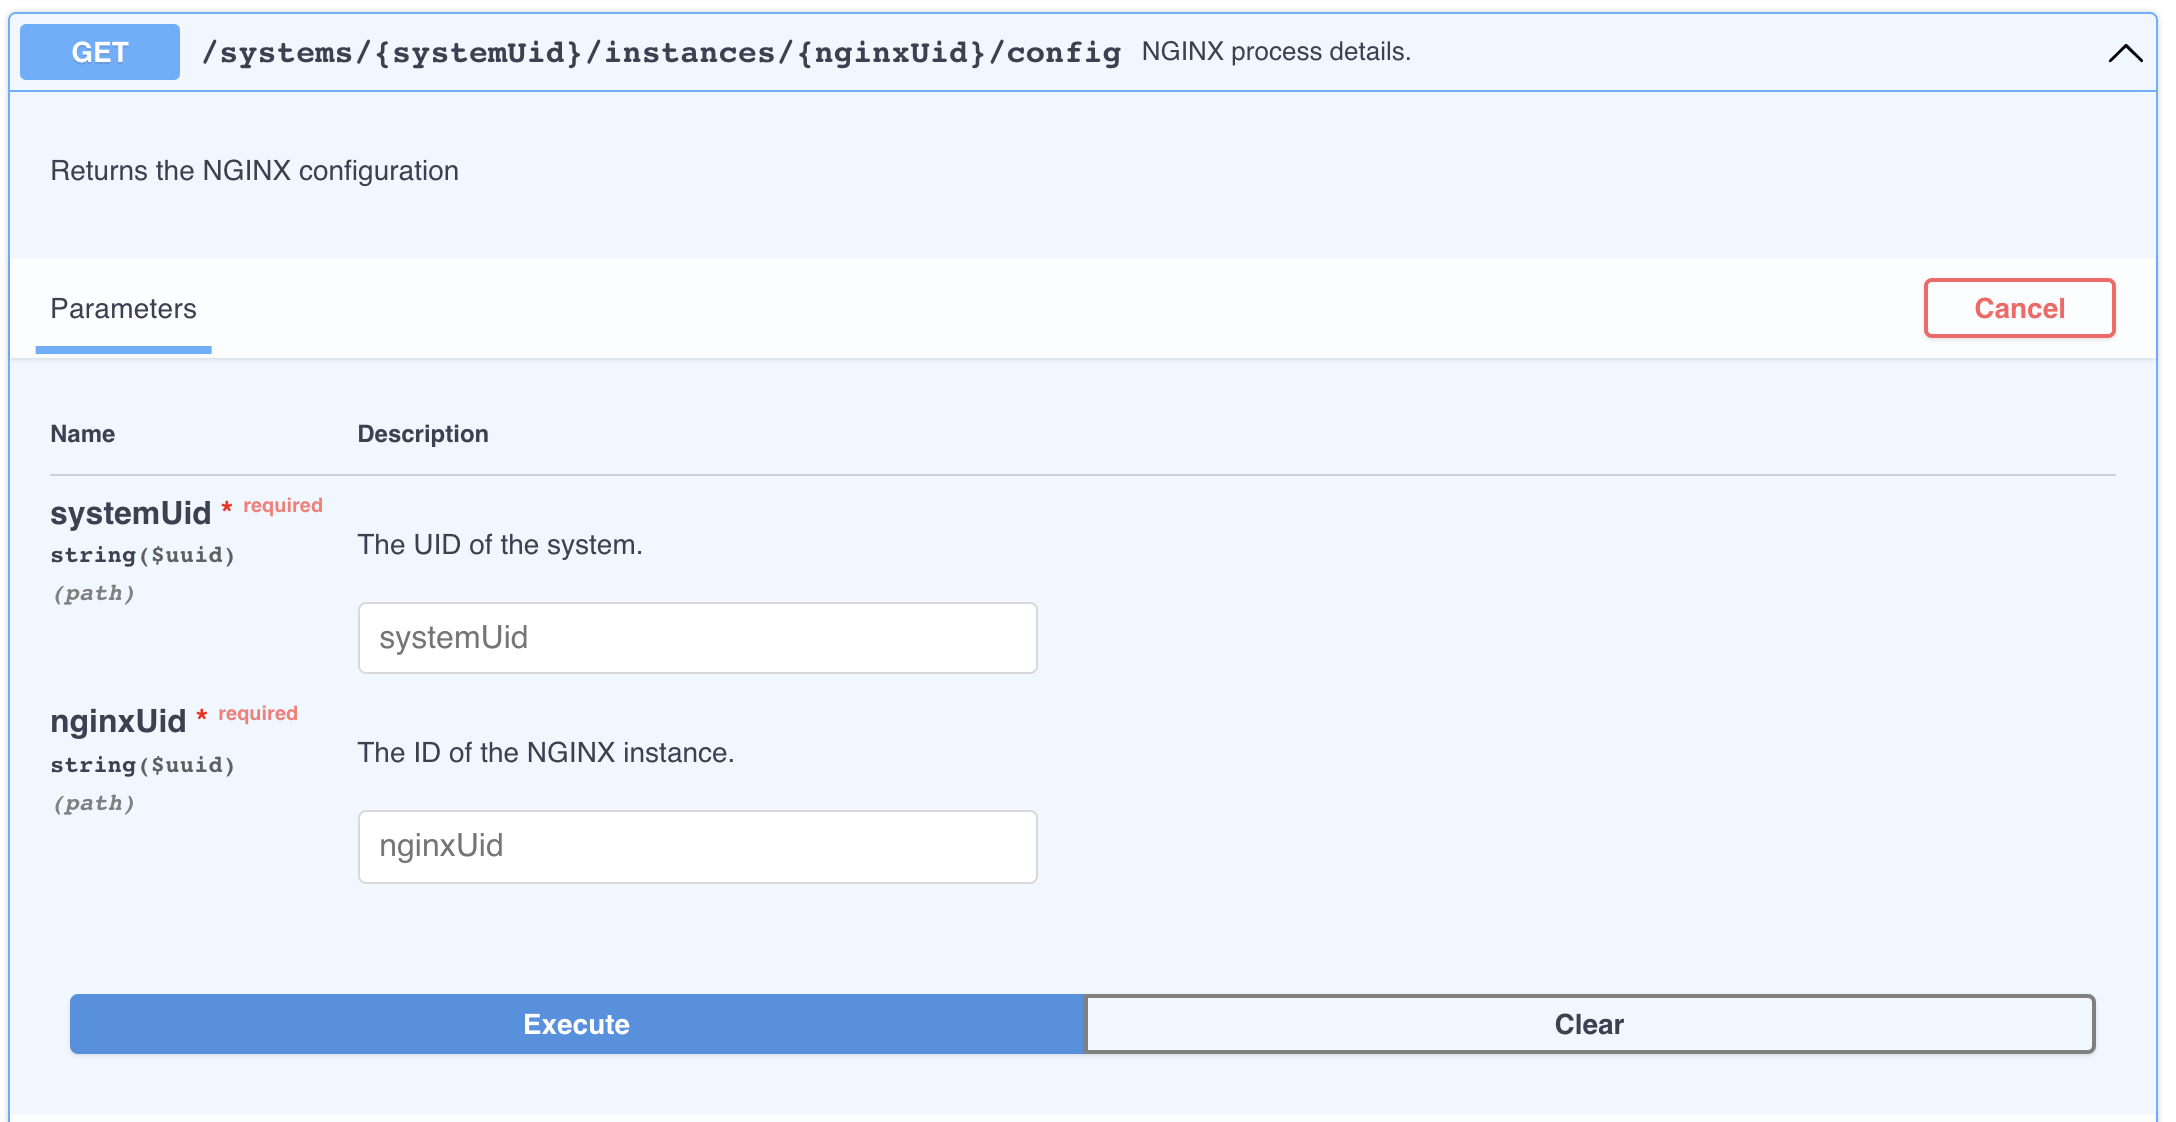 GET /systems/{systemUid}/instances/{nginxUid}/config NGINX process details.
Returns the NGINX configuration
Parameters
Cancel
Name Description
systemUid * required
string($uuid)
(path)
The UID of the system.
systemUid
nginxUid * required
string($uuid)
(path)
The ID of the NGINX instance.
nginxUid
Execute
Clear